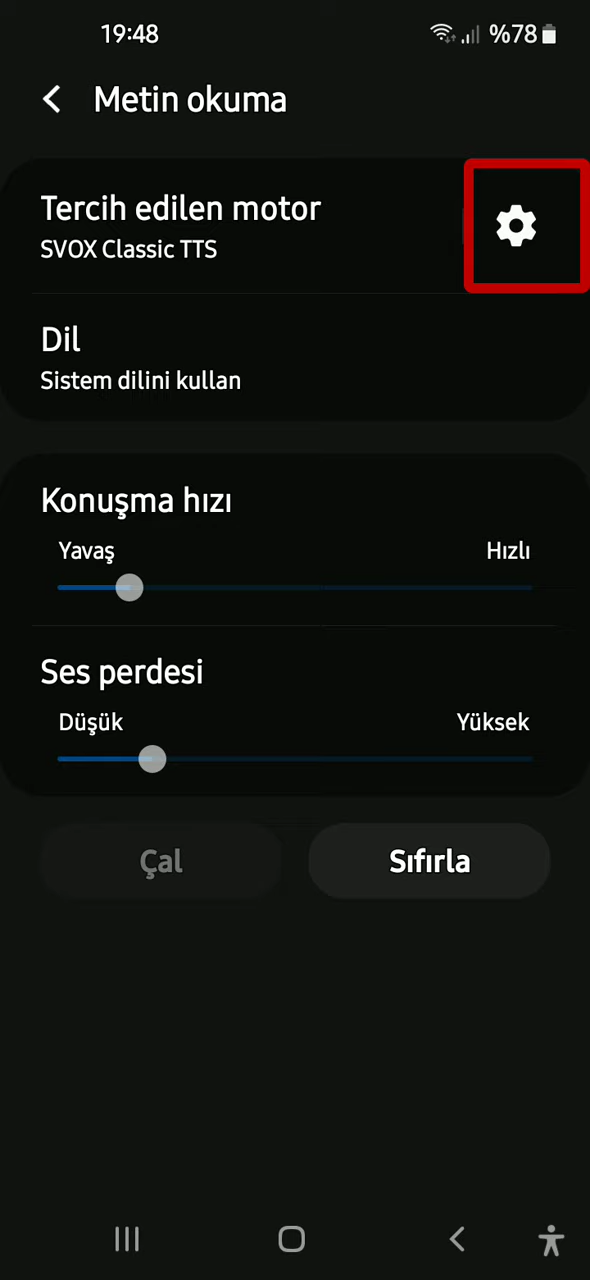 19:48
%78
Metin okuma
Tercih edilen motor
SVOX Classic TTS
Dil
Sistem dilini kullan
Konuşma hızı
Yavaş Hızlı
Ses perdesi
Düşük Yüksek
Çal Sıfırla